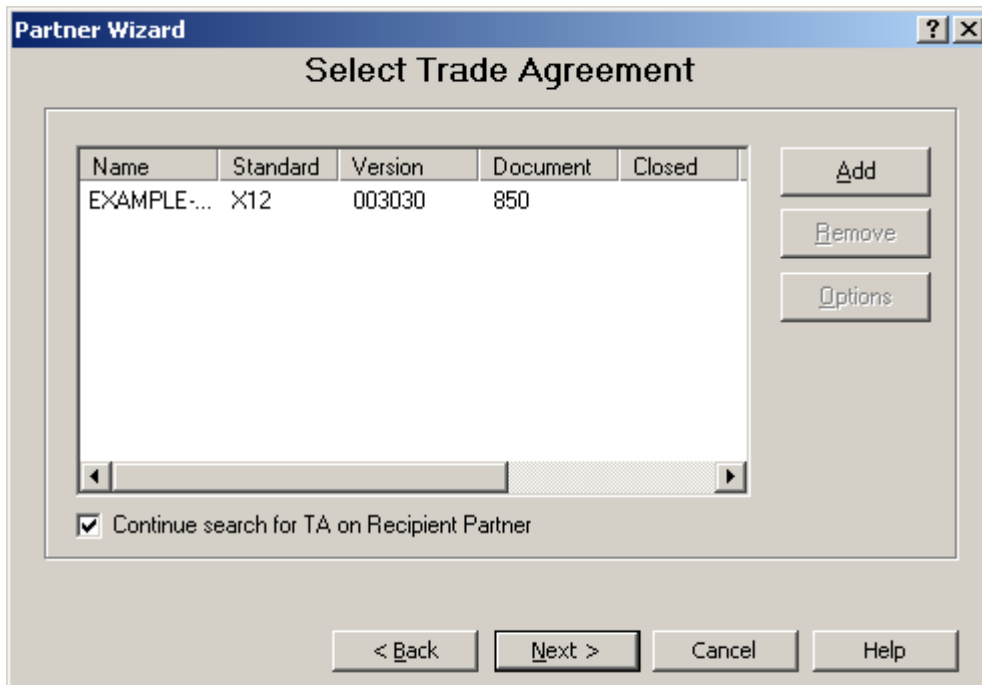 Partner Wizard
Select Trade Agreement
Name Standard Version Document Closed
EXAMPLE-... X12 003030 850
Add
Remove
Options
Continue search for TA on Recipient Partner
< Back Next > Cancel Help